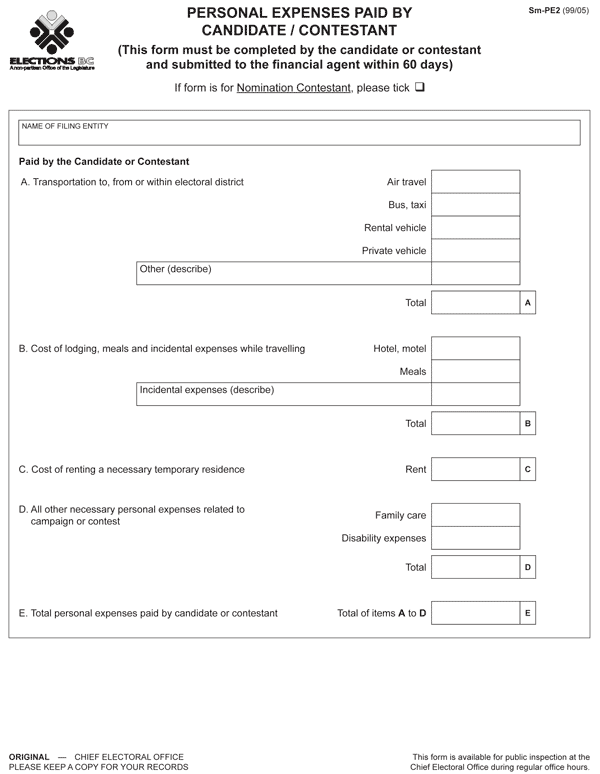 PERSONAL EXPENSES PAID BY
CANDIDATE / CONTESTANT
Sm-PE2 (99/05)
(This form must be completed by the candidate or contestant
and submitted to the financial agent within 60 days)
ELECTIONS BC
A non-partisan Office of the Legislature
If form is for Nomination Contestant, please tick ❑
NAME OF FILING ENTITY
Paid by the Candidate or Contestant
A. Transportation to, from or within electoral district
Air travel
Bus, taxi
Rental vehicle
Private vehicle
Other (describe)
Total A
B. Cost of lodging, meals and incidental expenses while travelling
Hotel, motel
Meals
Incidental expenses (describe)
Total B
C. Cost of renting a necessary temporary residence
Rent C
D. All other necessary personal expenses related to
campaign or contest
Family care
Disability expenses
Total D
E. Total personal expenses paid by candidate or contestant
Total of items A to D E
ORIGINAL — CHIEF ELECTORAL OFFICE
PLEASE KEEP A COPY FOR YOUR RECORDS
This form is available for public inspection at the
Chief Electoral Office during regular office hours.